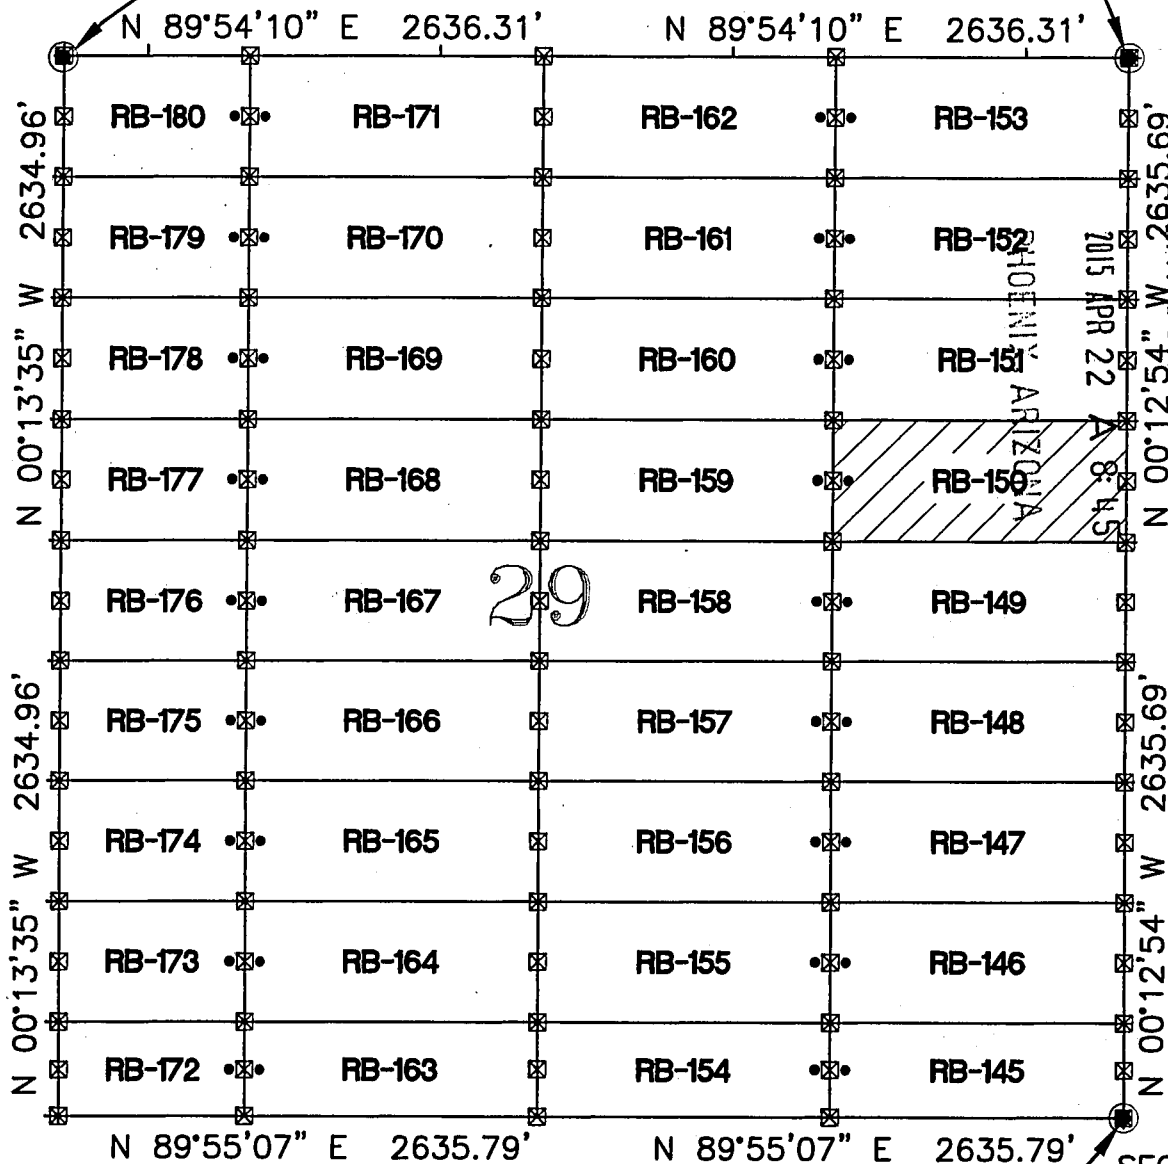 N 89°54'10" E 2636.31' N 89°54'10" E 2636.31'
N 00°13'35" W 2634.96'
N 00°12'54" W 2635.69'
RB-180 RB-171 RB-162 RB-153
RB-179 RB-170 RB-161 RB-152
RB-178 RB-169 RB-160 RB-151
RB-177 RB-168 RB-159 RB-150
PHOENIX ARIZONA
2015 APR 22 A 8:45
RB-176 RB-167 29 RB-158 RB-149
RB-175 RB-166 RB-157 RB-148
RB-174 RB-165 RB-156 RB-147
RB-173 RB-164 RB-155 RB-146
RB-172 RB-163 RB-154 RB-145
N 00°13'35" W 2634.96'
N 00°12'54" W 2635.69'
N 89°55'07" E 2635.79' N 89°55'07" E 2635.79'